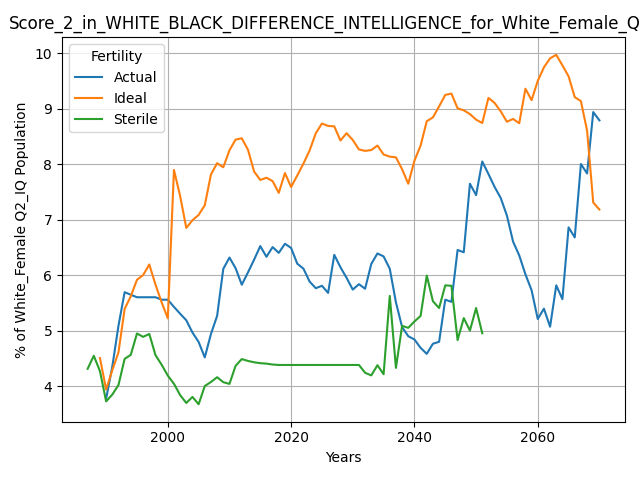 Score_2_in_WHITE_BLACK_DIFFERENCE_INTELLIGENCE_for_White_Female_Q
Fertility
Actual
Ideal
Sterile
% of White_Female Q2_IQ Population
10
9
8
7
6
5
4
2000 2020 2040 2060
Years